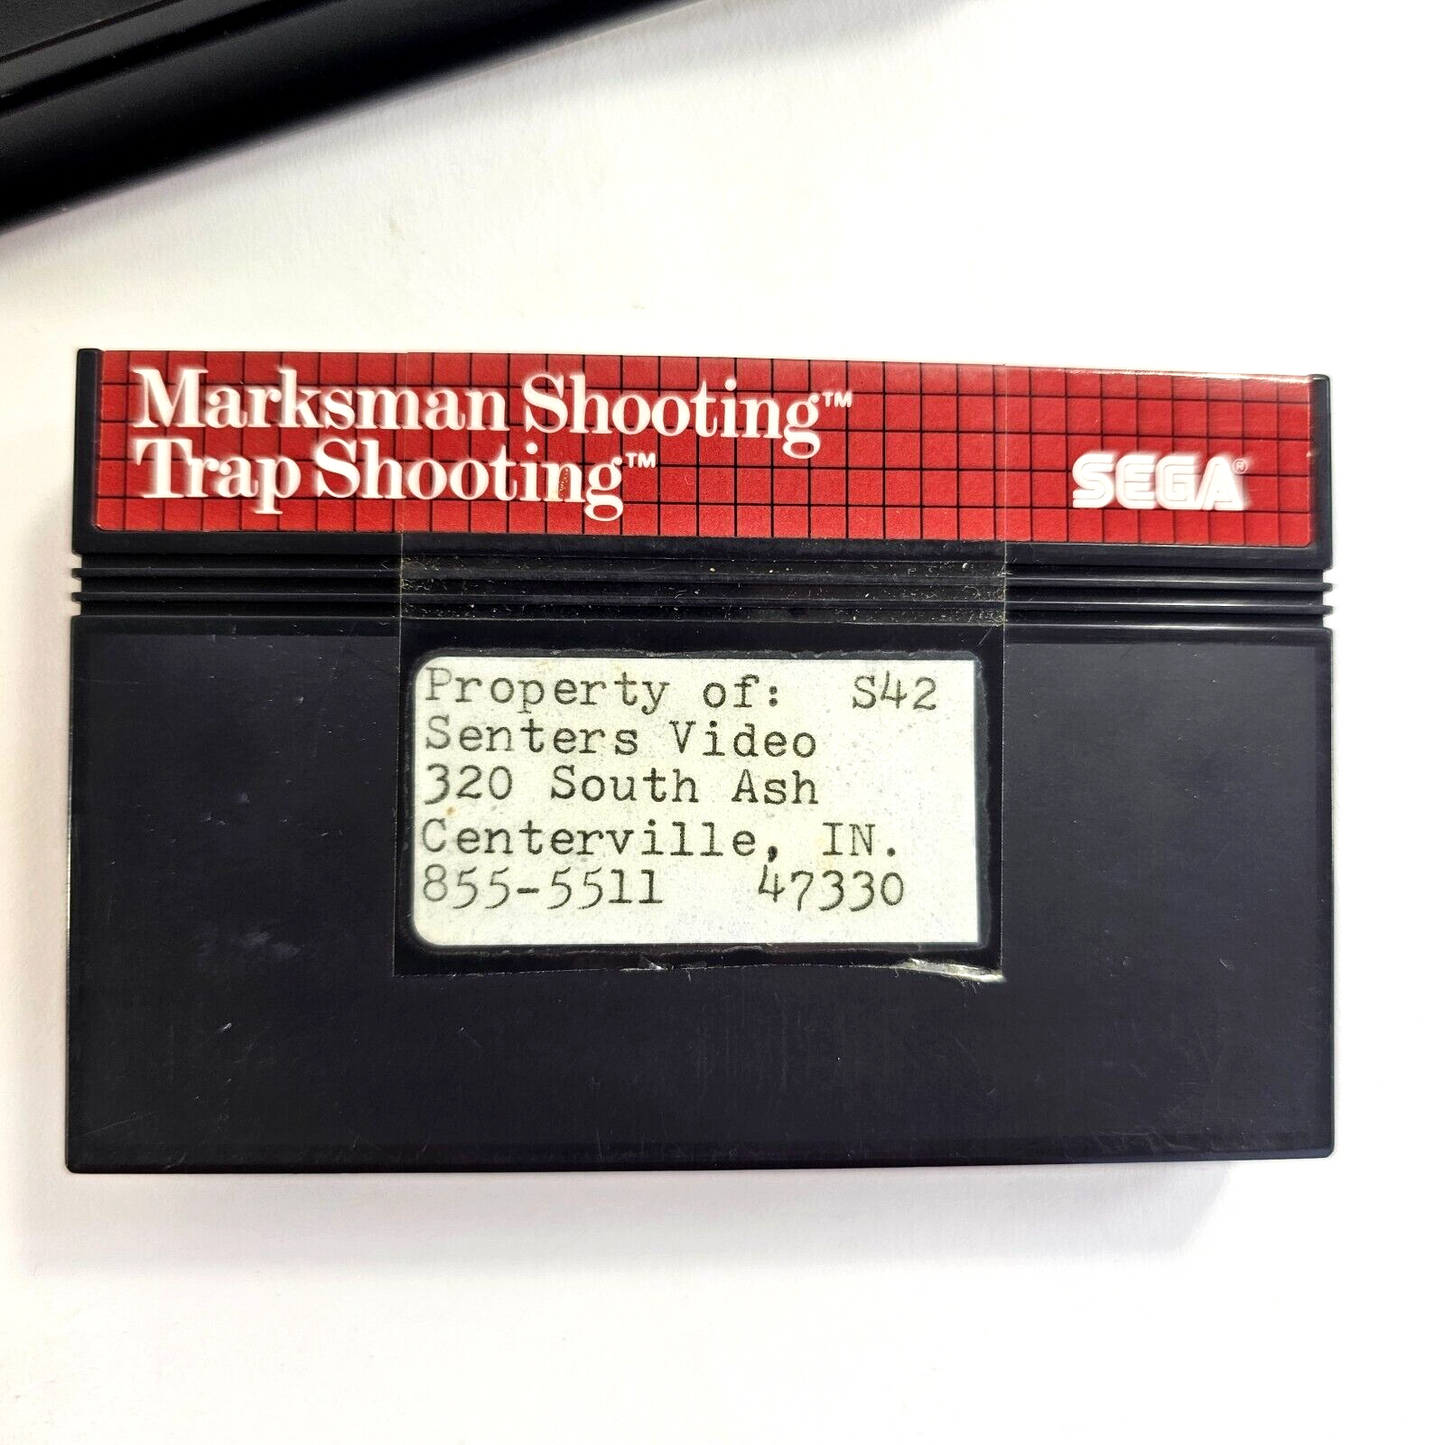 Marksman Shooting™
Trap Shooting™
SEGA®
Property of: S42
Senters Video
320 South Ash
Centerville, IN.
855-5511 47330